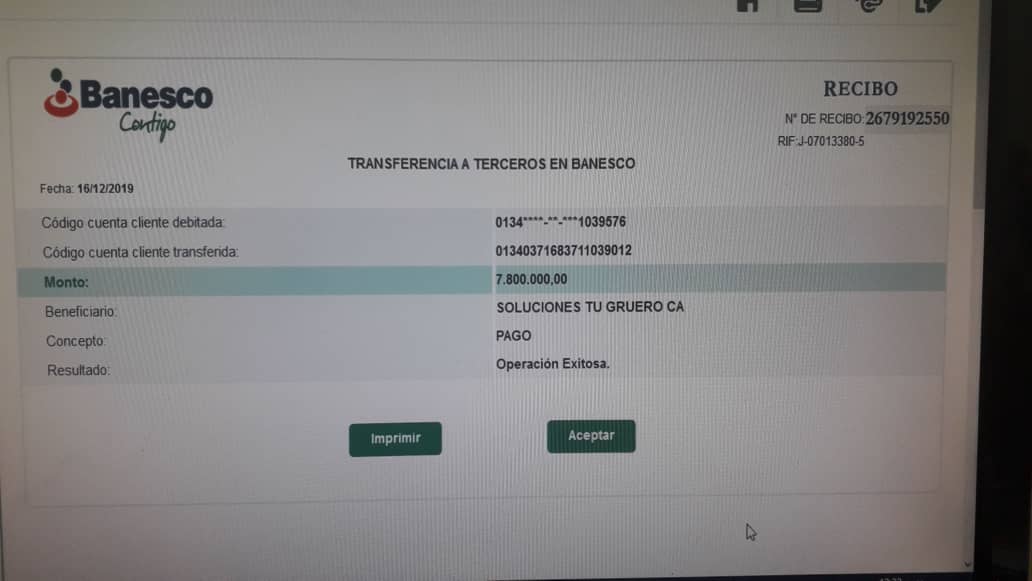 Banesco
Contigo
RECIBO
N° DE RECIBO:2679192550
RIF:J-07013380-5
TRANSFERENCIA A TERCEROS EN BANESCO
Fecha: 16/12/2019
Código cuenta cliente debitada: 0134****-**-***1039576
Código cuenta cliente transferida: 01340371683711039012
Monto: 7.800.000,00
Beneficiario: SOLUCIONES TU GRUERO CA
Concepto: PAGO
Resultado: Operación Exitosa.
Imprimir Aceptar